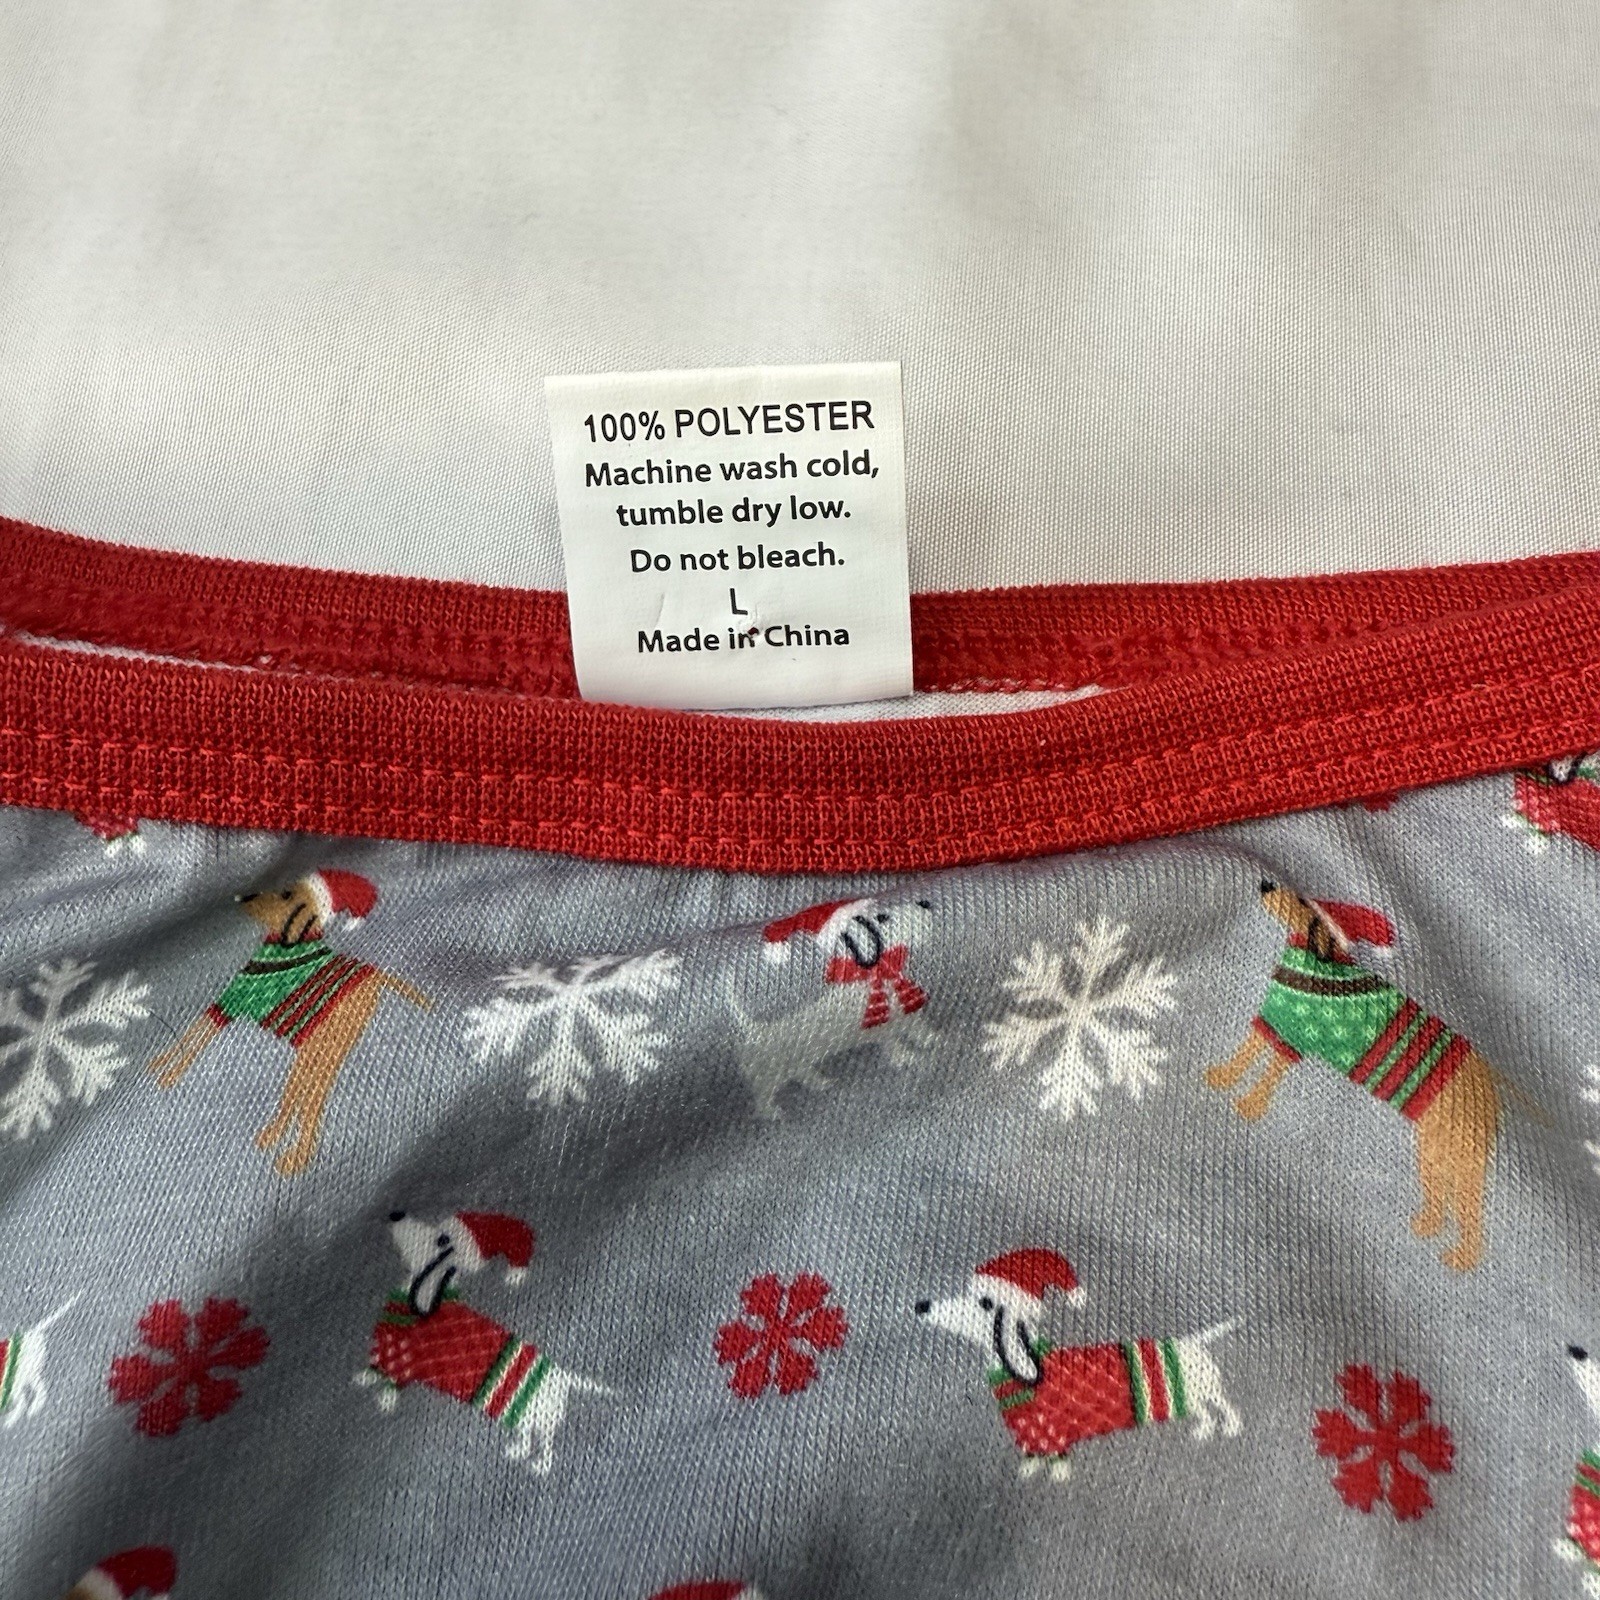 100% POLYESTER
Machine wash cold,
tumble dry low.
Do not bleach.
L
Made in China